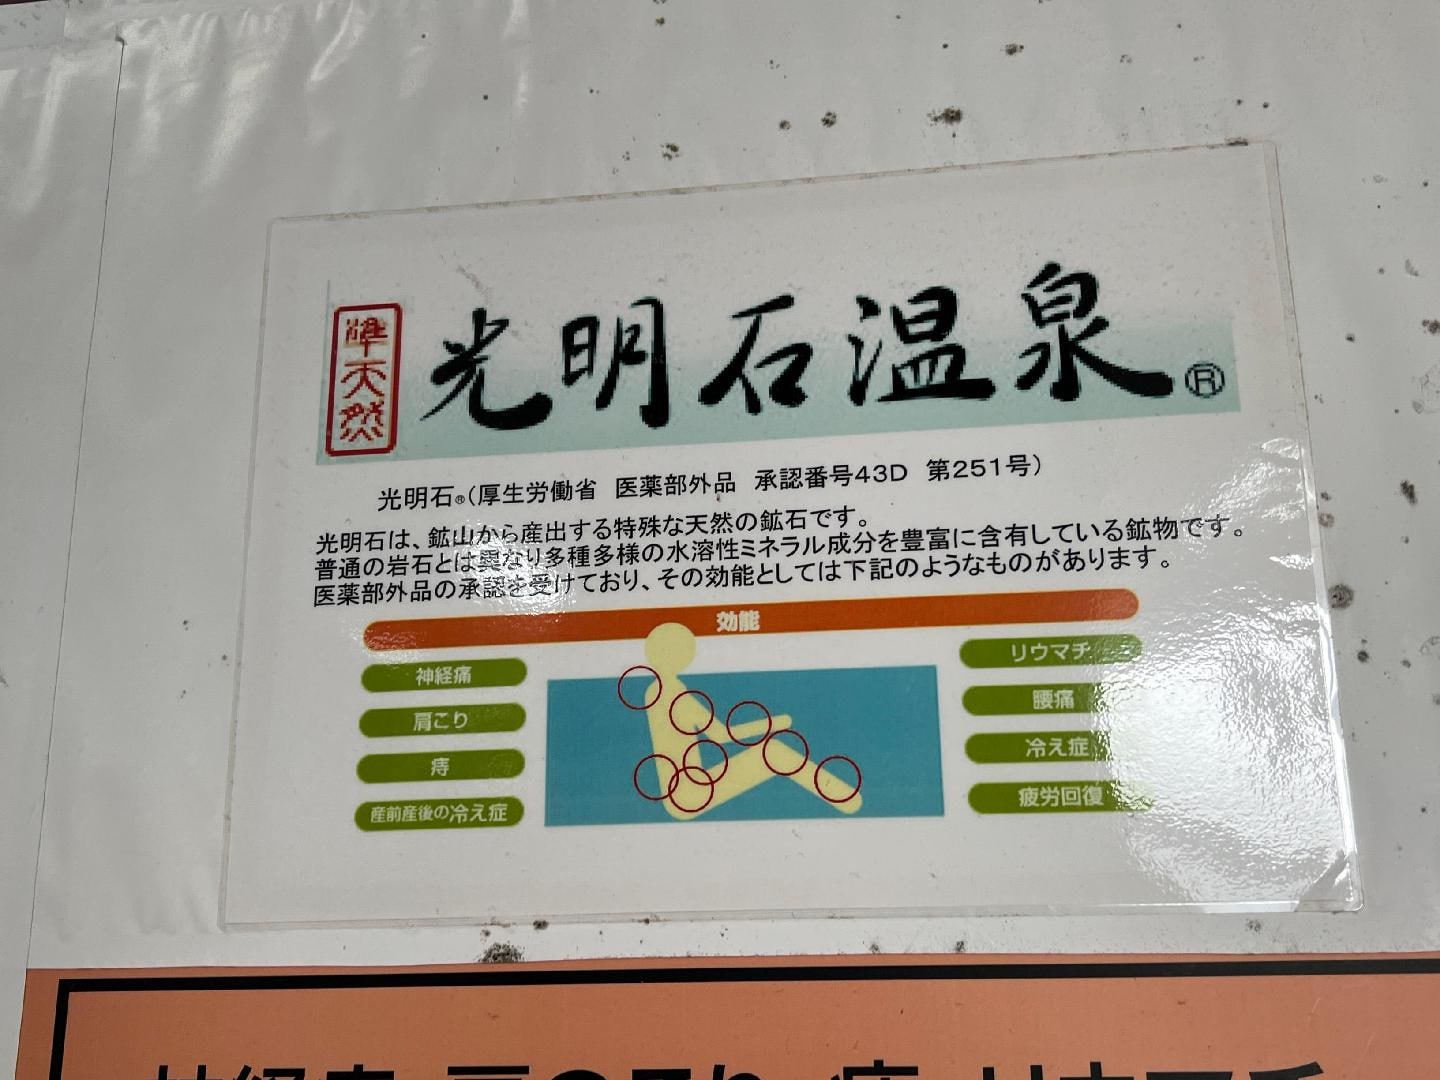 準天然
光明石温泉®
光明石®(厚生労働省 医薬部外品 承認番号43D 第251号)
光明石は、鉱山から産出する特殊な天然の鉱石です。
普通の岩石とは異なり多種多様の水溶性ミネラル成分を豊富に含有している鉱物です。
医薬部外品の承認を受けており、その効能としては下記のようなものがあります。
効能
神経痛
肩こり
痔
産前産後の冷え症
リウマチ
腰痛
冷え症
疲労回復